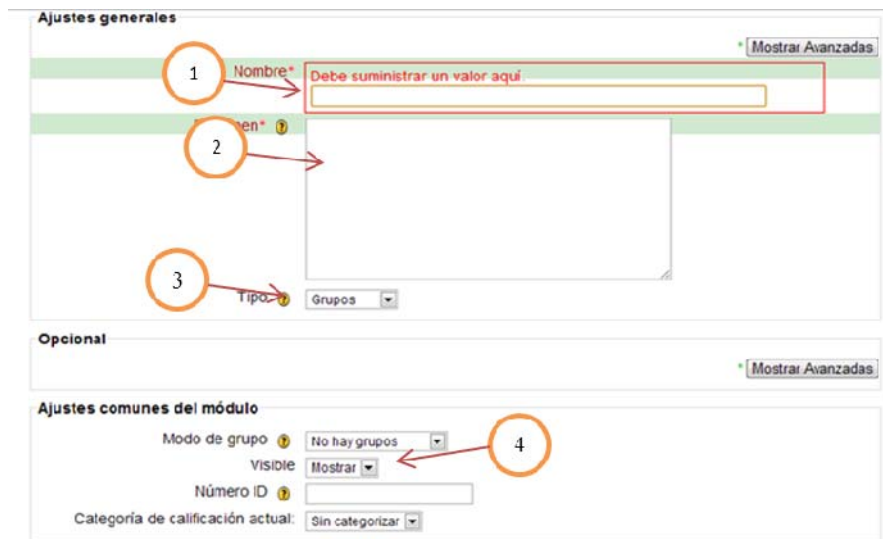 Ajustes generales
* Mostrar Avanzadas
1
Nombre*
Debe suministrar un valor aquí.
en*
2
3
Tipo
Grupos
Opcional
* Mostrar Avanzadas
Ajustes comunes del módulo
Modo de grupo
No hay grupos
4
Visible
Mostrar
Número ID
Categoría de calificación actual:
Sin categorizar